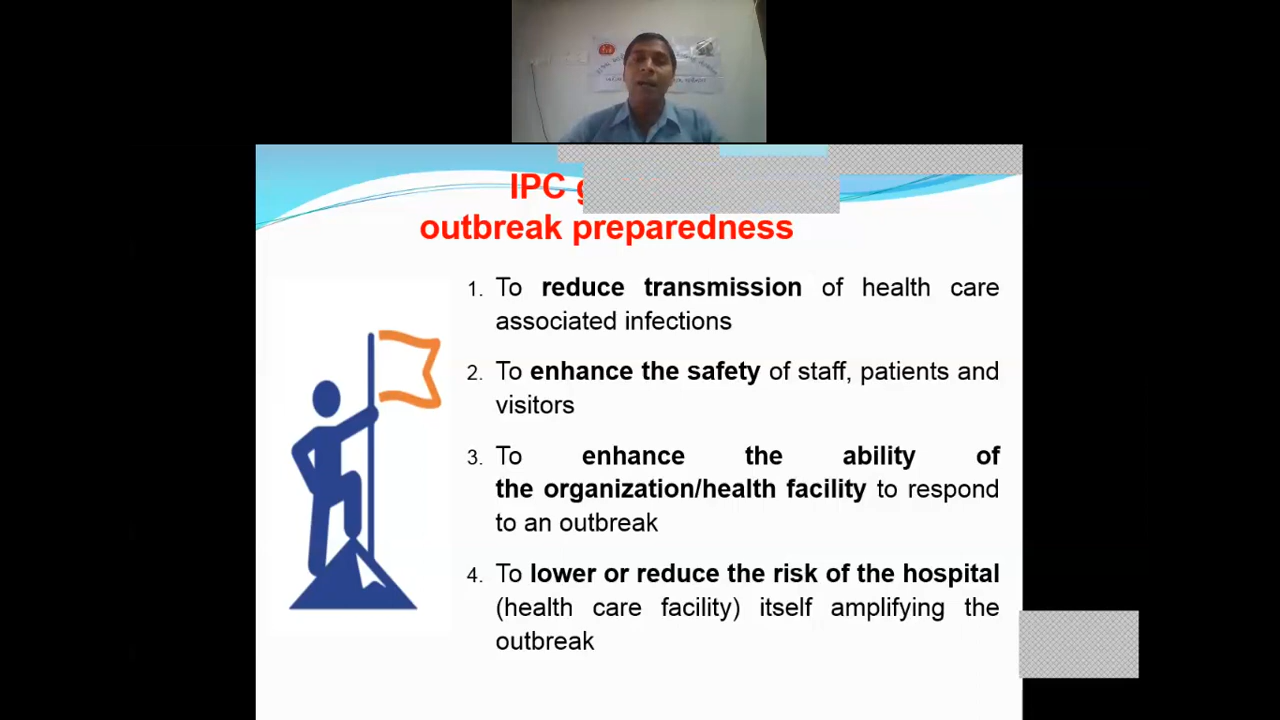 IPC
outbreak preparedness
1. To reduce transmission of health care
associated infections
2. To enhance the safety of staff, patients and
visitors
3. To enhance the ability of
the organization/health facility to respond
to an outbreak
4. To lower or reduce the risk of the hospital
(health care facility) itself amplifying the
outbreak